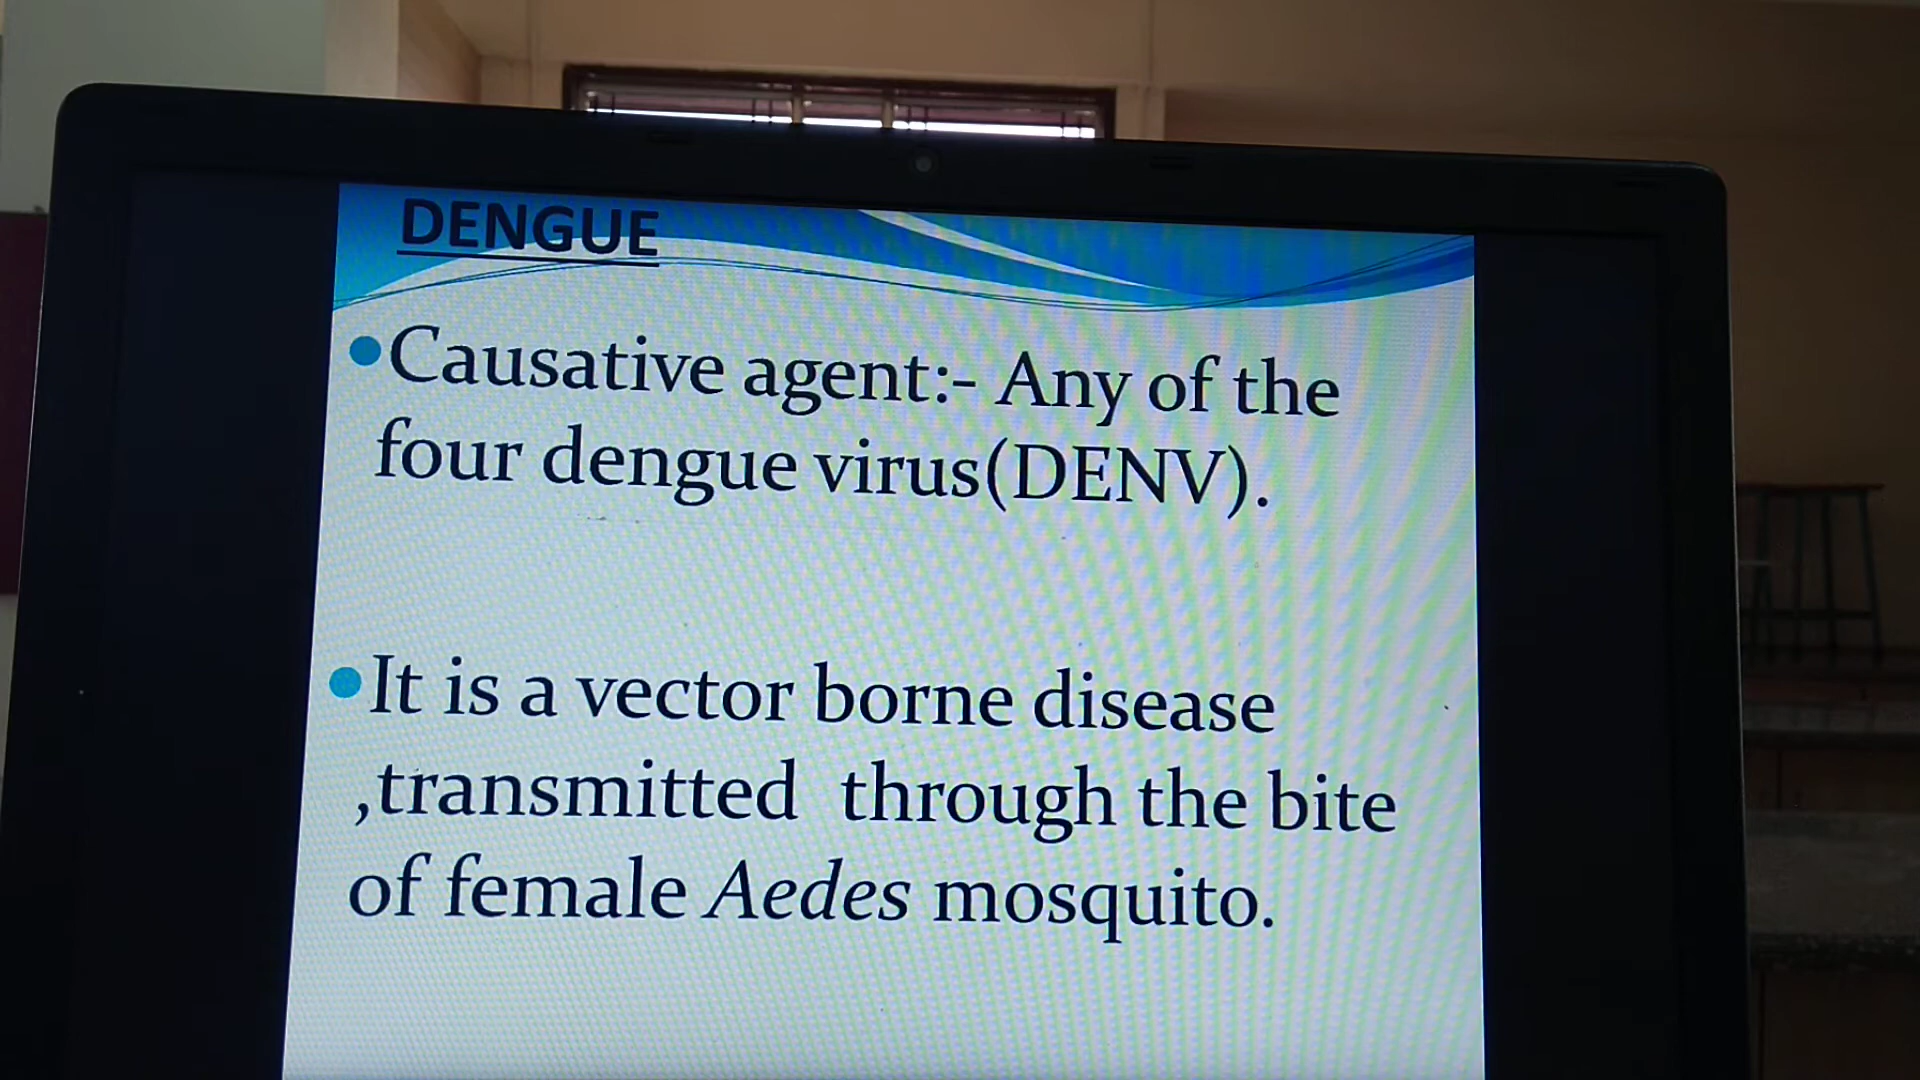 DENGUE
•Causative agent:- Any of the
four dengue virus(DENV).
•It is a vector borne disease
,transmitted  through the bite
of female Aedes mosquito.